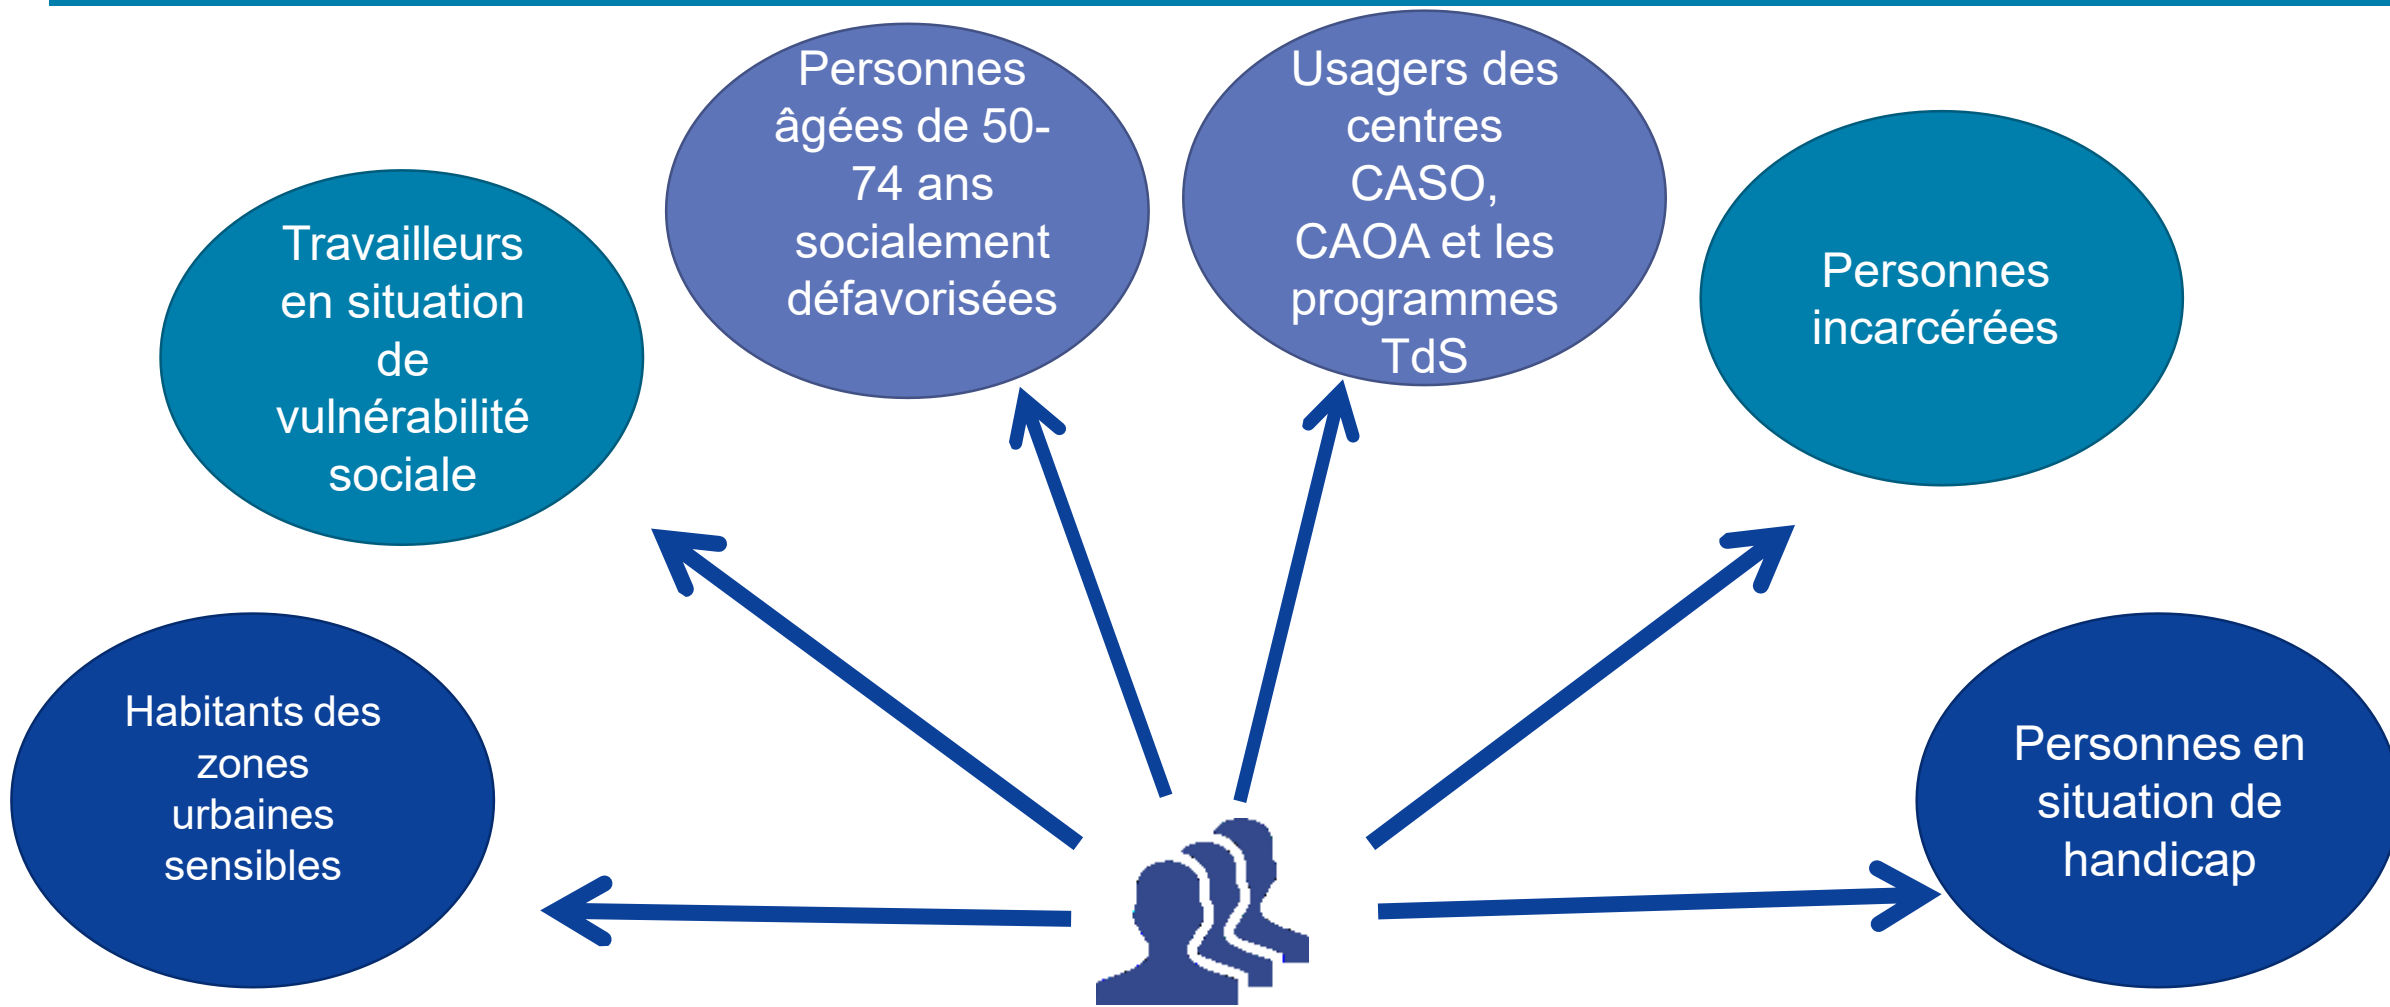 Personnes
âgées de 50-
74 ans
socialement
défavorisées
Usagers des
centres
CASO,
CAOA et les
programmes
TdS
Travailleurs
en situation
de
vulnérabilité
sociale
Personnes
incarcérées
Habitants des
zones
urbaines
sensibles
Personnes en
situation de
handicap